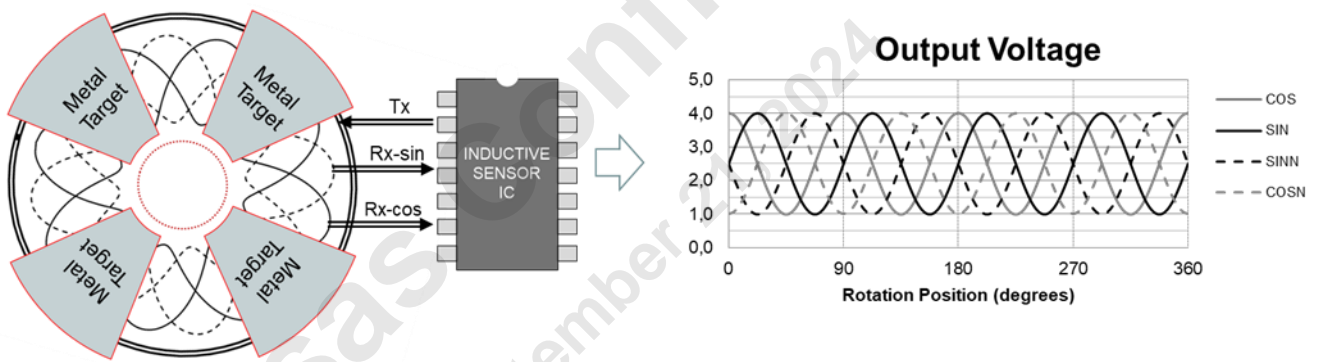 Metal
Target
Metal
Target
Metal
Target
Metal
Target
Tx
Rx-sin
Rx-cos
INDUCTIVE
SENSOR
IC
Output Voltage
5,0
4,0
3,0
2,0
1,0
0,0
0
90
180
270
360
Rotation Position (degrees)
COS
SIN
SINN
COSN
2024